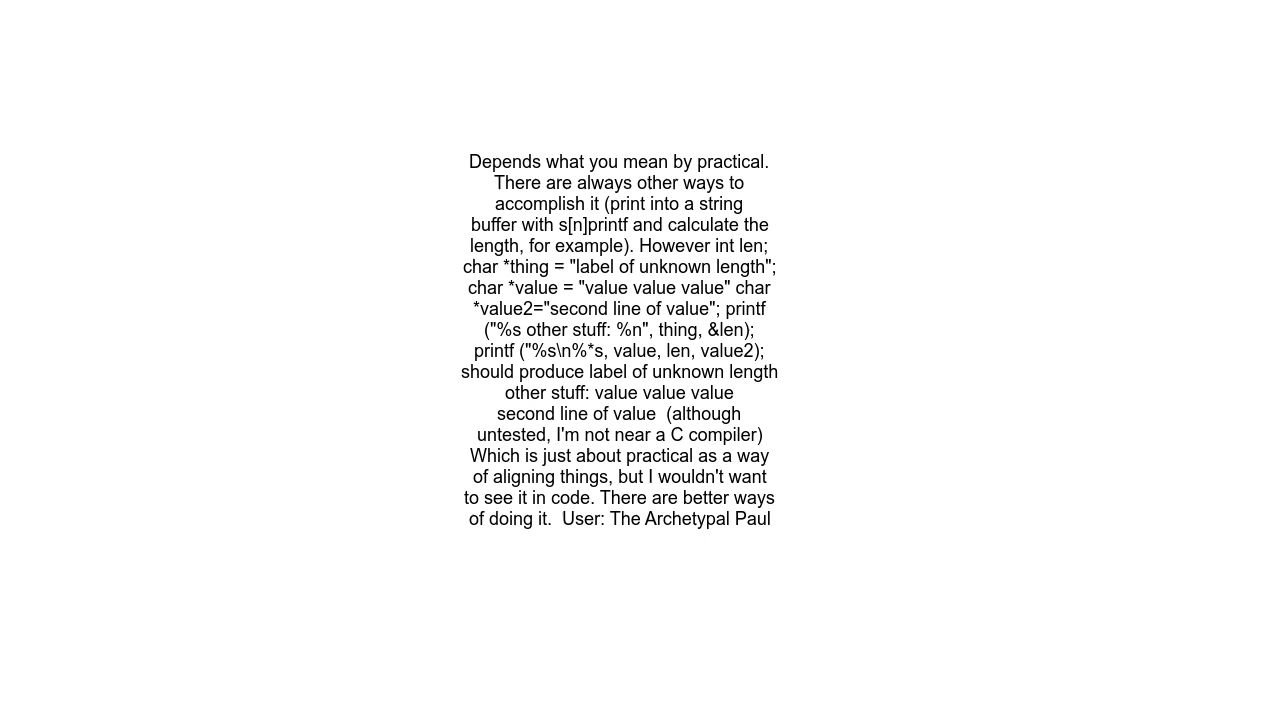 Depends what you mean by practical.
There are always other ways to
accomplish it (print into a string
buffer with s[n]printf and calculate the
length, for example). However int len;
char *thing = "label of unknown length";
char *value = "value value value" char
*value2="second line of value"; printf
("%s other stuff: %n", thing, &len);
printf ("%s\n%*s, value, len, value2);
should produce label of unknown length
other stuff: value value value
second line of value  (although
untested, I'm not near a C compiler)
Which is just about practical as a way
of aligning things, but I wouldn't want
to see it in code. There are better ways
of doing it.  User: The Archetypal Paul